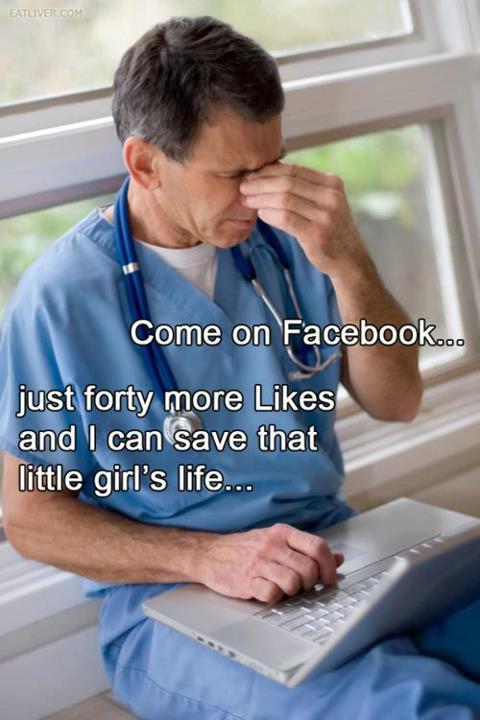 EATLIVER.COM
Come on Facebook...
just forty more Likes
and I can save that
little girl's life...